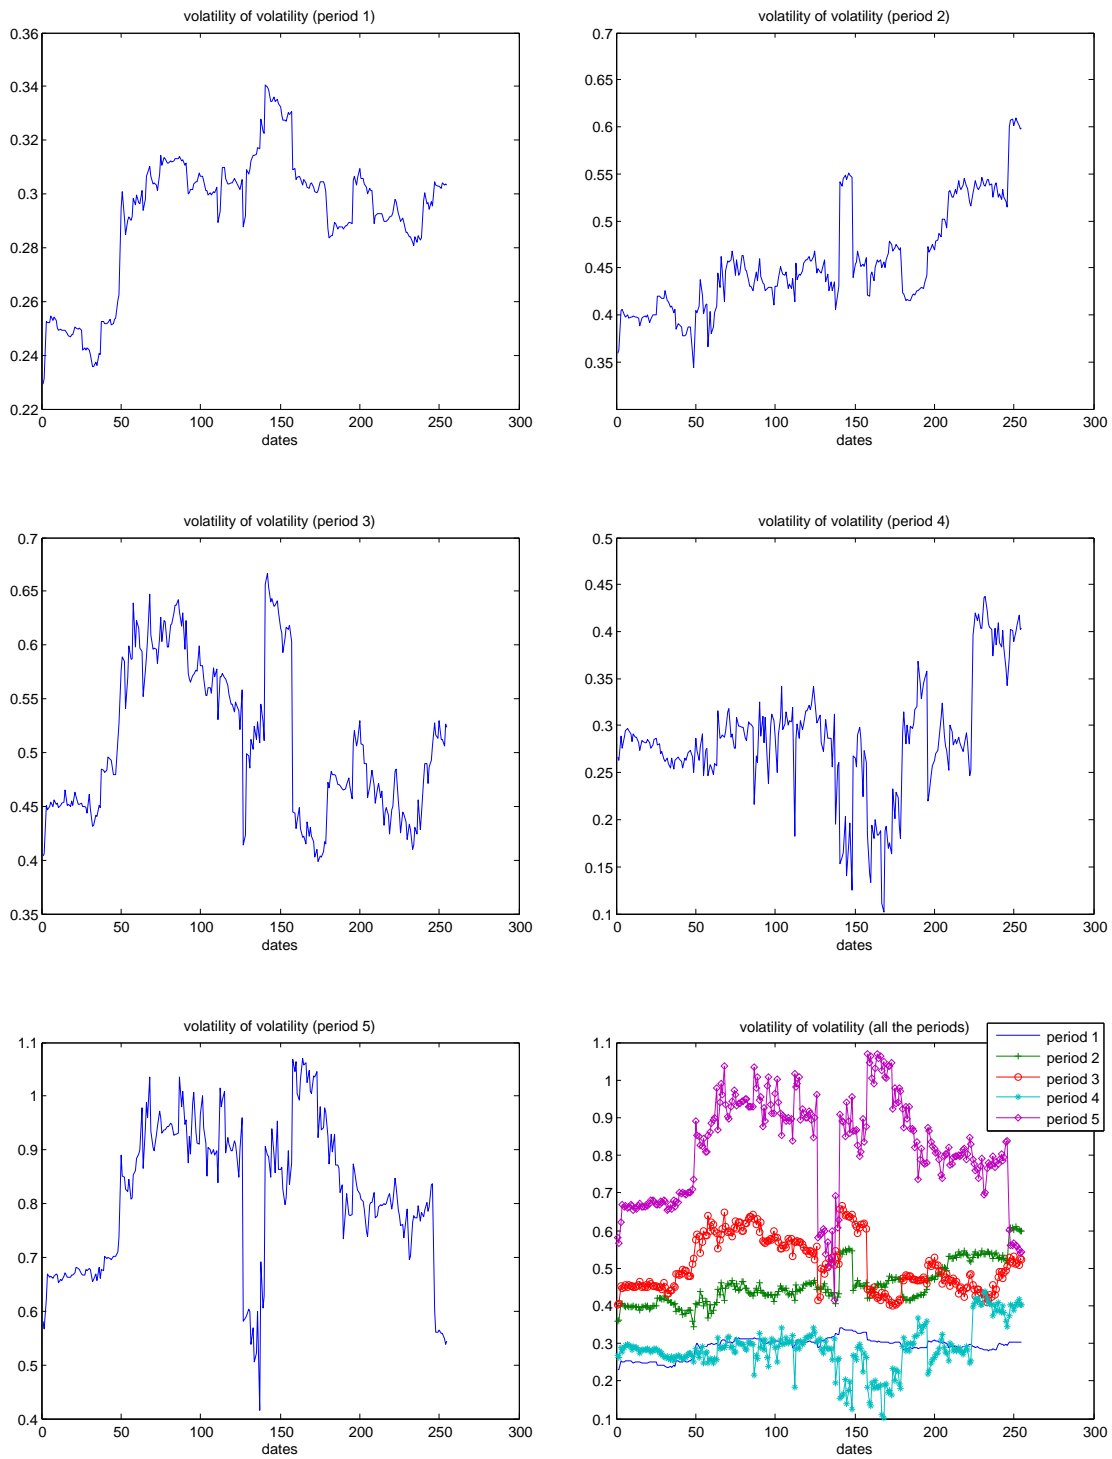 volatility of volatility (period 1)
0.36
0.34
0.32
0.3
0.28
0.26
0.24
0.22
0 50 100 150 200 250 300
dates
volatility of volatility (period 2)
0.7
0.65
0.6
0.55
0.5
0.45
0.4
0.35
0 50 100 150 200 250 300
dates
volatility of volatility (period 3)
0.7
0.65
0.6
0.55
0.5
0.45
0.4
0.35
0 50 100 150 200 250 300
dates
volatility of volatility (period 4)
0.5
0.45
0.4
0.35
0.3
0.25
0.2
0.15
0.1
0 50 100 150 200 250 300
dates
volatility of volatility (period 5)
1.1
1
0.9
0.8
0.7
0.6
0.5
0.4
0 50 100 150 200 250 300
dates
volatility of volatility (all the periods)
1.1
1
0.9
0.8
0.7
0.6
0.5
0.4
0.3
0.2
0.1
0 50 100 150 200 250 300
dates
period 1
period 2
period 3
period 4
period 5